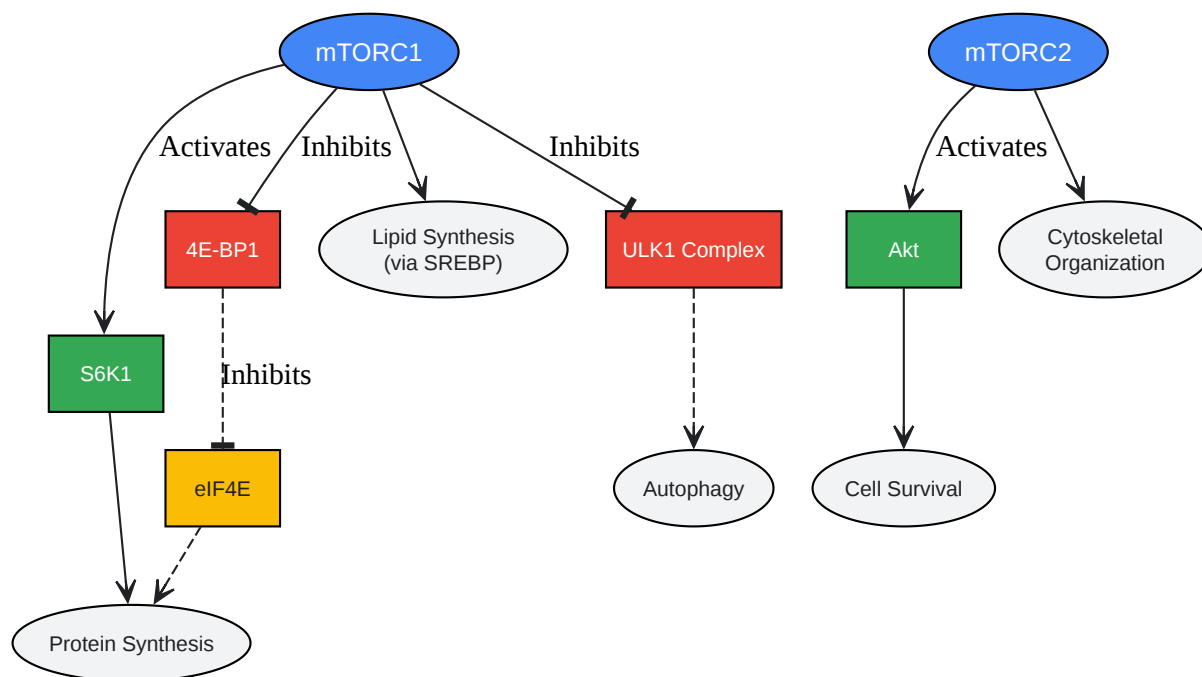 mTORC1
mTORC2
Activates
Inhibits
Inhibits
Activates
4E-BP1
Lipid Synthesis
(via SREBP)
ULK1 Complex
Akt
Cytoskeletal
Organization
S6K1
Inhibits
eIF4E
Autophagy
Cell Survival
Protein Synthesis